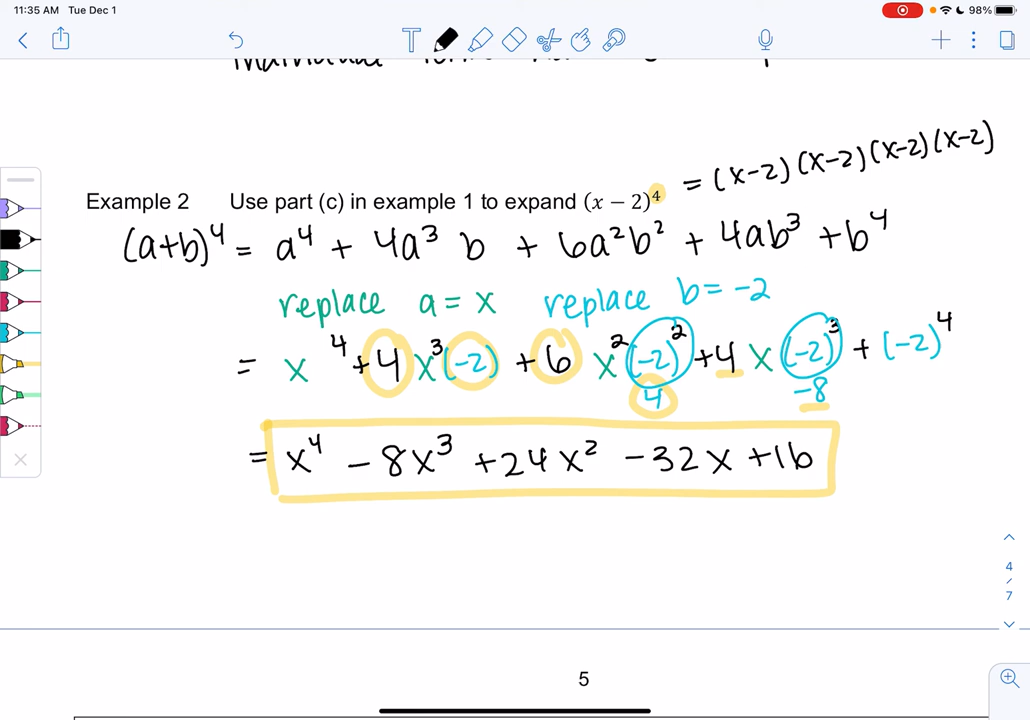 11:35 AM Tue Dec 1
98%
T
= (x-2)(x-2)(x-2)(x-2)
Example 2 Use part (c) in example 1 to expand (x − 2)⁴
(a+b)⁴ = a⁴ + 4a³b + 6a²b² + 4ab³ + b⁴
replace a = x replace b = -2
= x⁴ + 4x³(-2) + 6x²(-2)² + 4x(-2)³ + (-2)⁴
4 -8
= x⁴ - 8x³ + 24x² - 32x + 16
4
/
7
5